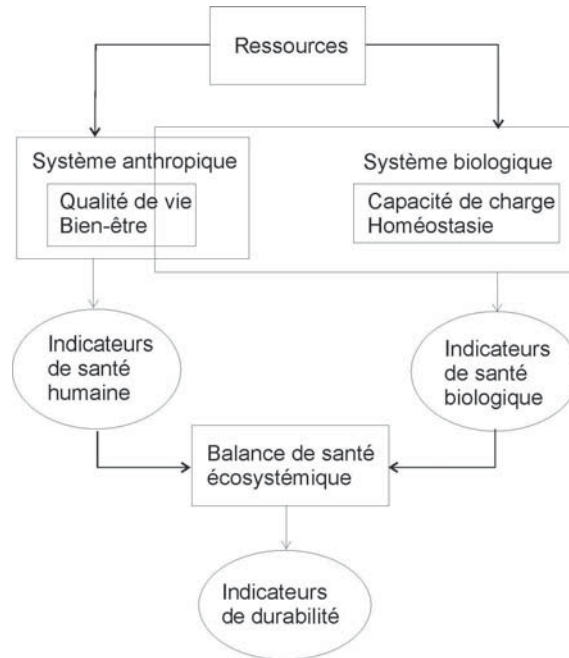 Ressources
Système anthropique
Qualité de vie
Bien-être
Système biologique
Capacité de charge
Homéostasie
Indicateurs
de santé
humaine
Indicateurs
de santé
biologique
Balance de santé
écosystémique
Indicateurs
de durabilité